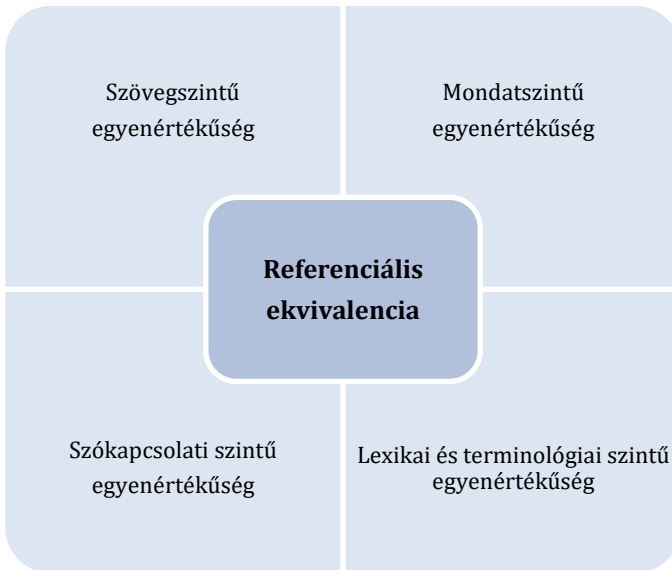 Szövegszintű
egyenértékűség
Mondatszintű
egyenértékűség
Referenciális
ekvivalencia
Szókapcsolati szintű
egyenértékűség
Lexikai és terminológiai szintű
egyenértékűség